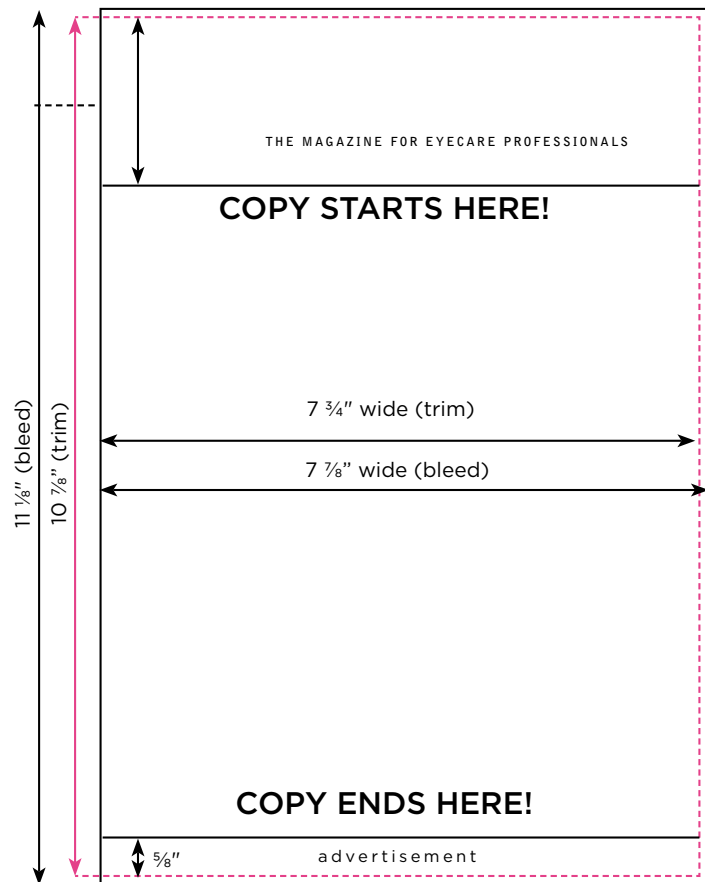 THE MAGAZINE FOR EYECARE PROFESSIONALS
COPY STARTS HERE!
7 ¾" wide (trim)
7 ⅞” wide (bleed)
11 ⅛” (bleed)
10 ⅞” (trim)
COPY ENDS HERE!
⅝”
advertisement